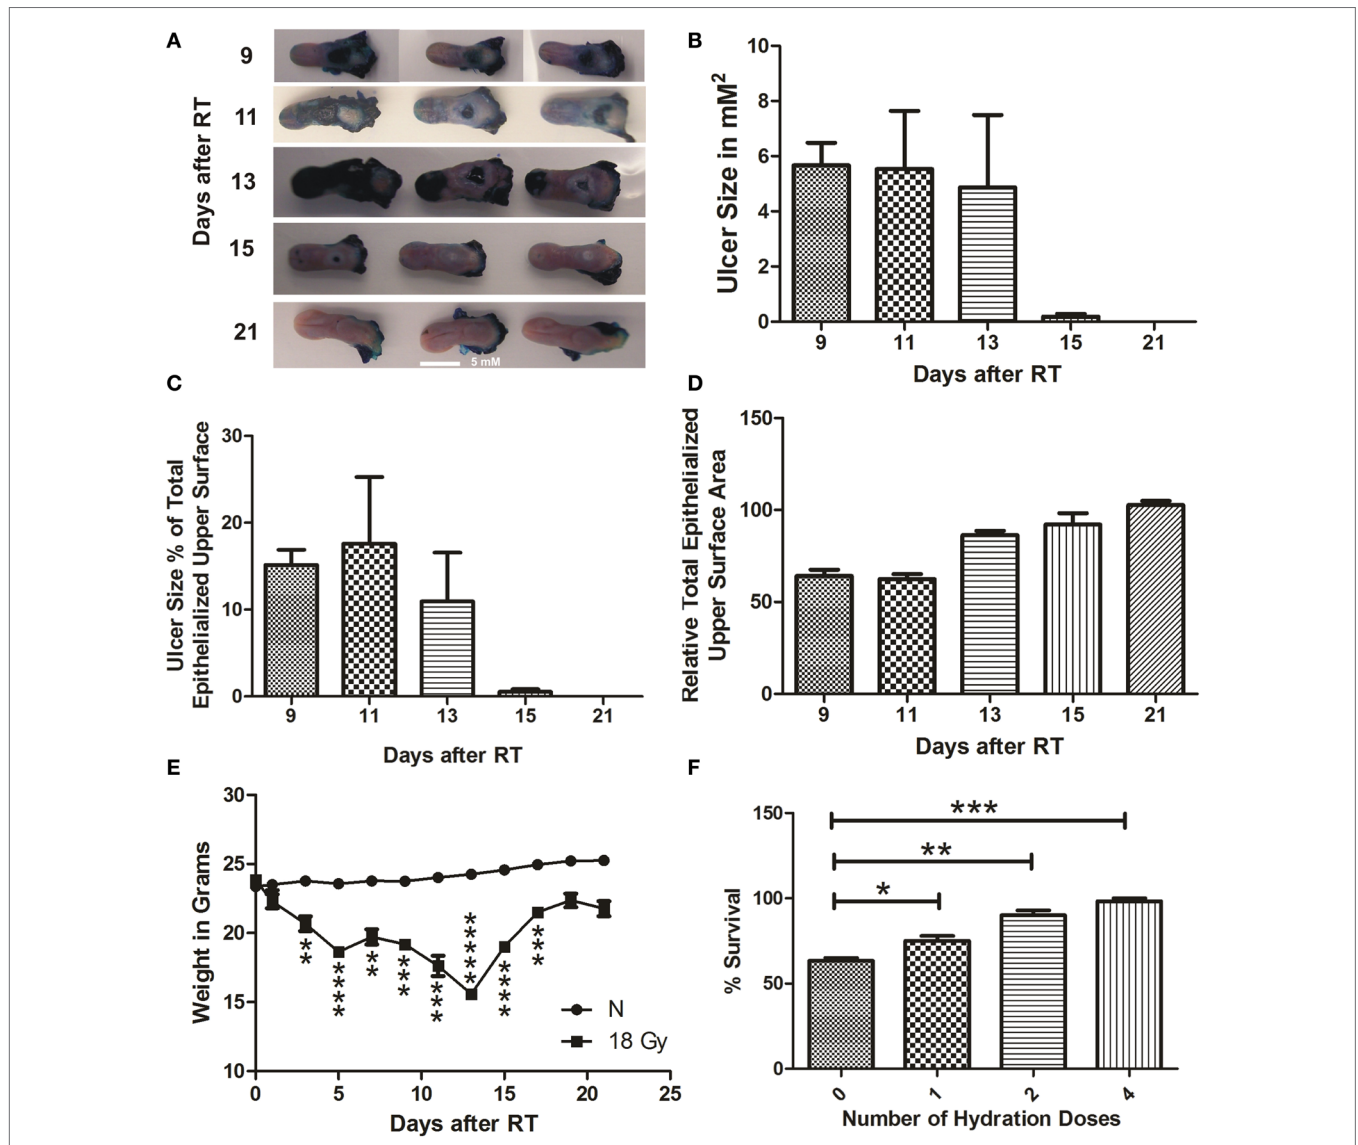 A
Days after RT
9
11
13
15
21
5 mM
B
Ulcer Size in mM2
10
8
6
4
2
0
9 11 13 15 21
Days after RT
C
Ulcer Size % of Total
Epithelialized Upper Surface
30
20
10
0
9 11 13 15 21
Days after RT
D
Relative Total Epithelialized
Upper Surface Area
150
100
50
0
9 11 13 15 21
Days after RT
E
Weight in Grams
30
25
20
15
10
**
****
**
***
***
*****
****
***
N
18 Gy
0 5 10 15 20 25
Days after RT
F
% Survival
150
100
50
0
***
**
*
0 1 2 4
Number of Hydration Doses